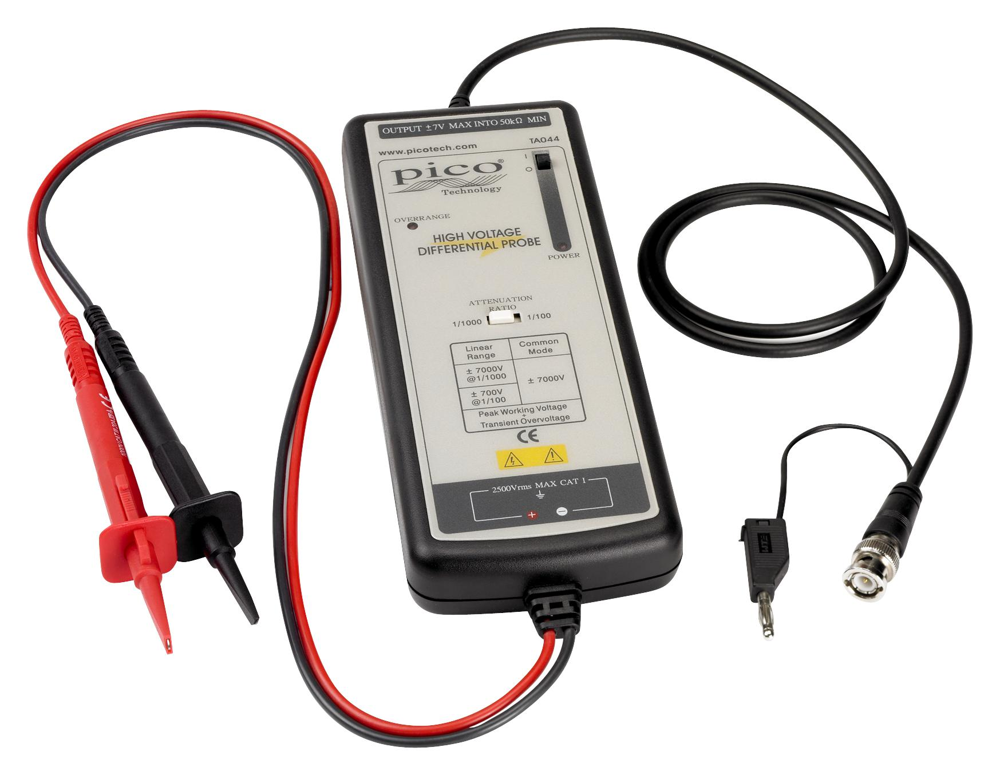 OUTPUT ±7V MAX INTO 50kΩ MIN
www.picotech.com
TA044
pico®
Technology
I
O
OVERRANGE
HIGH VOLTAGE
DIFFERENTIAL PROBE
POWER
ATTENUATION
RATIO
1/1000
1/100
Linear
Range
Common
Mode
± 7000V
@1/1000
± 7000V
± 700V
@1/100
Peak Working Voltage
+
Transient Overvoltage
CE
2500Vrms MAX CAT I
+
−
CE